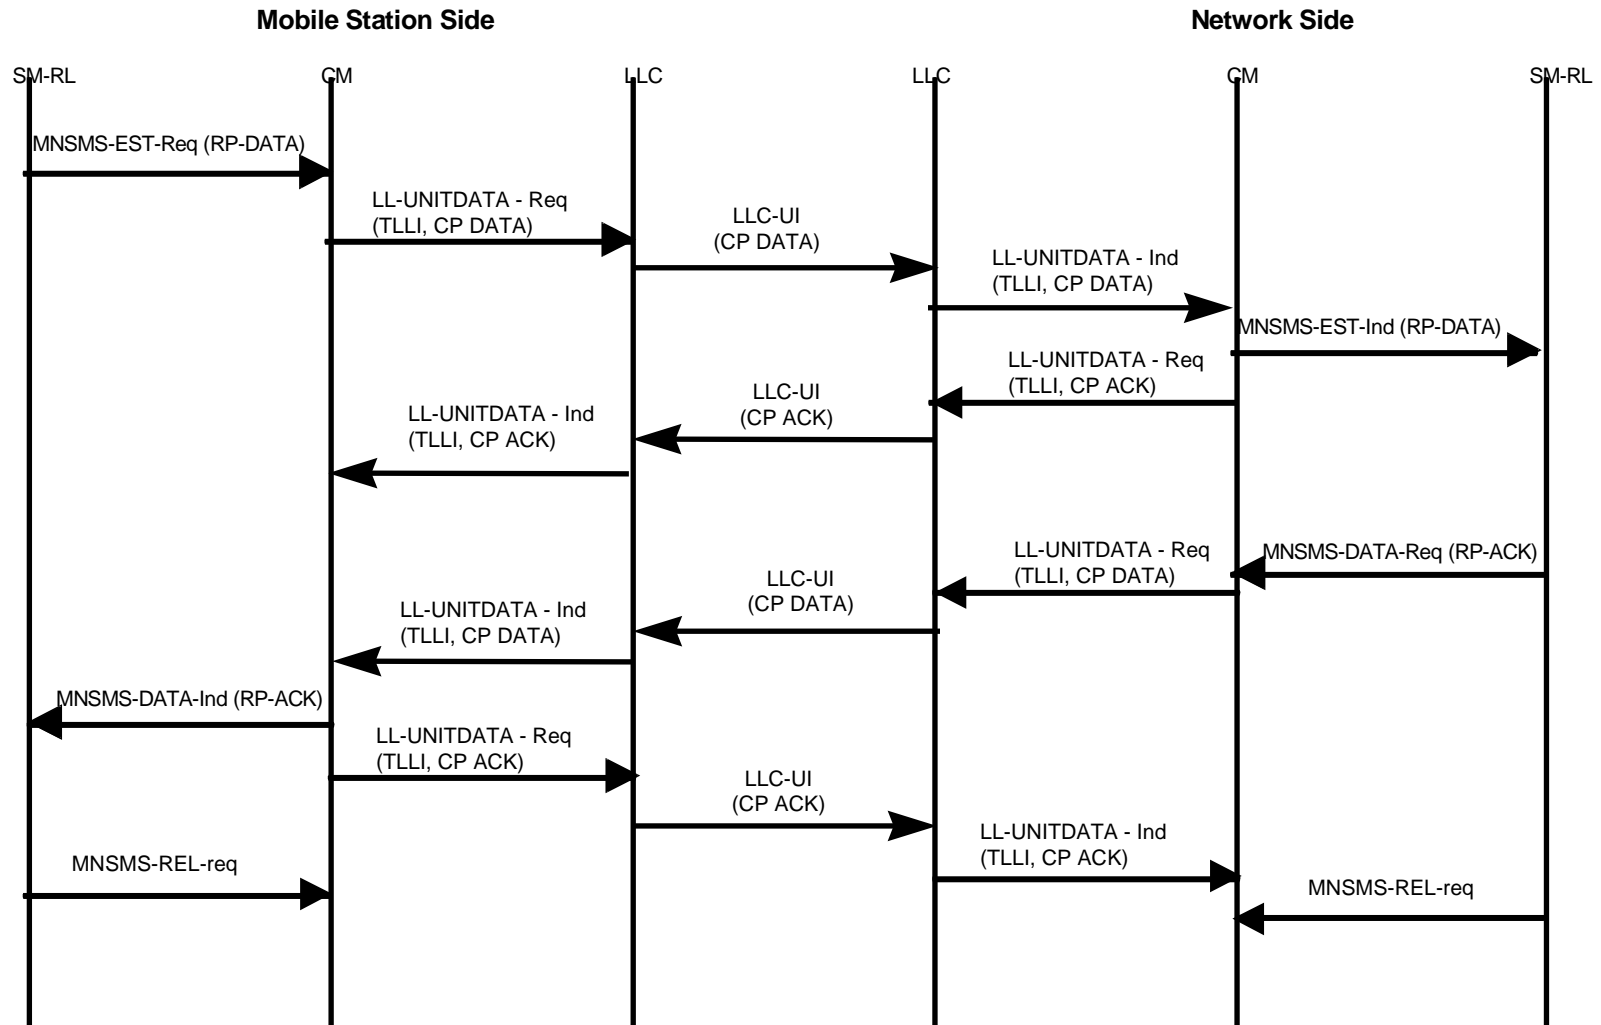 Mobile Station Side
Network Side
SM-RL
CM
LLC
LLC
CM
SM-RL
MNSMS-EST-Req (RP-DATA)
LL-UNITDATA - Req
(TLLI, CP DATA)
LLC-UI
(CP DATA)
LL-UNITDATA - Ind
(TLLI, CP DATA)
MNSMS-EST-Ind (RP-DATA)
LL-UNITDATA - Req
(TLLI, CP ACK)
LLC-UI
(CP ACK)
LL-UNITDATA - Ind
(TLLI, CP ACK)
MNSMS-DATA-Req (RP-ACK)
LL-UNITDATA - Req
(TLLI, CP DATA)
LLC-UI
(CP DATA)
LL-UNITDATA - Ind
(TLLI, CP DATA)
MNSMS-DATA-Ind (RP-ACK)
LL-UNITDATA - Req
(TLLI, CP ACK)
LLC-UI
(CP ACK)
LL-UNITDATA - Ind
(TLLI, CP ACK)
MNSMS-REL-req
MNSMS-REL-req